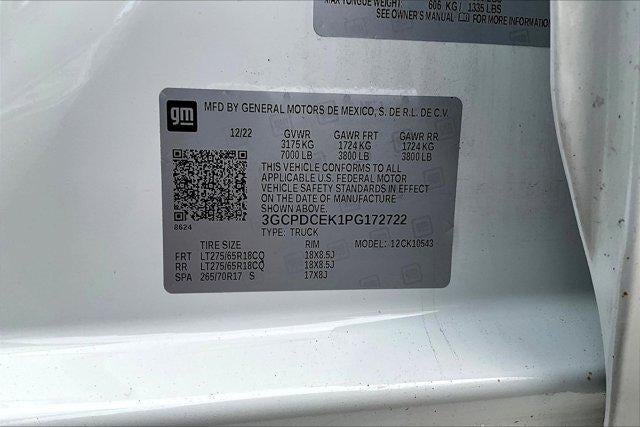 MAX TONGUE WEIGHT: 606 KG / 1335 LBS
SEE OWNER'S MANUAL FOR MORE INFORMATION
gm
MFD BY GENERAL MOTORS DE MEXICO, S. DE R.L. DE C.V.
12/22 GVWR GAWR FRT GAWR RR
3175 KG 1724 KG 1724 KG
7000 LB 3800 LB 3800 LB
THIS VEHICLE CONFORMS TO ALL
APPLICABLE U.S. FEDERAL MOTOR
VEHICLE SAFETY STANDARDS IN EFFECT
ON THE DATE OF MANUFACTURE
SHOWN ABOVE.
3GCPDCEK1PG172722
8624 TYPE: TRUCK
TIRE SIZE RIM MODEL: 12CK10543
FRT LT275/65R18CQ 18X8.5J
RR LT275/65R18CQ 18X8.5J
SPA 265/70R17 S 17X8J